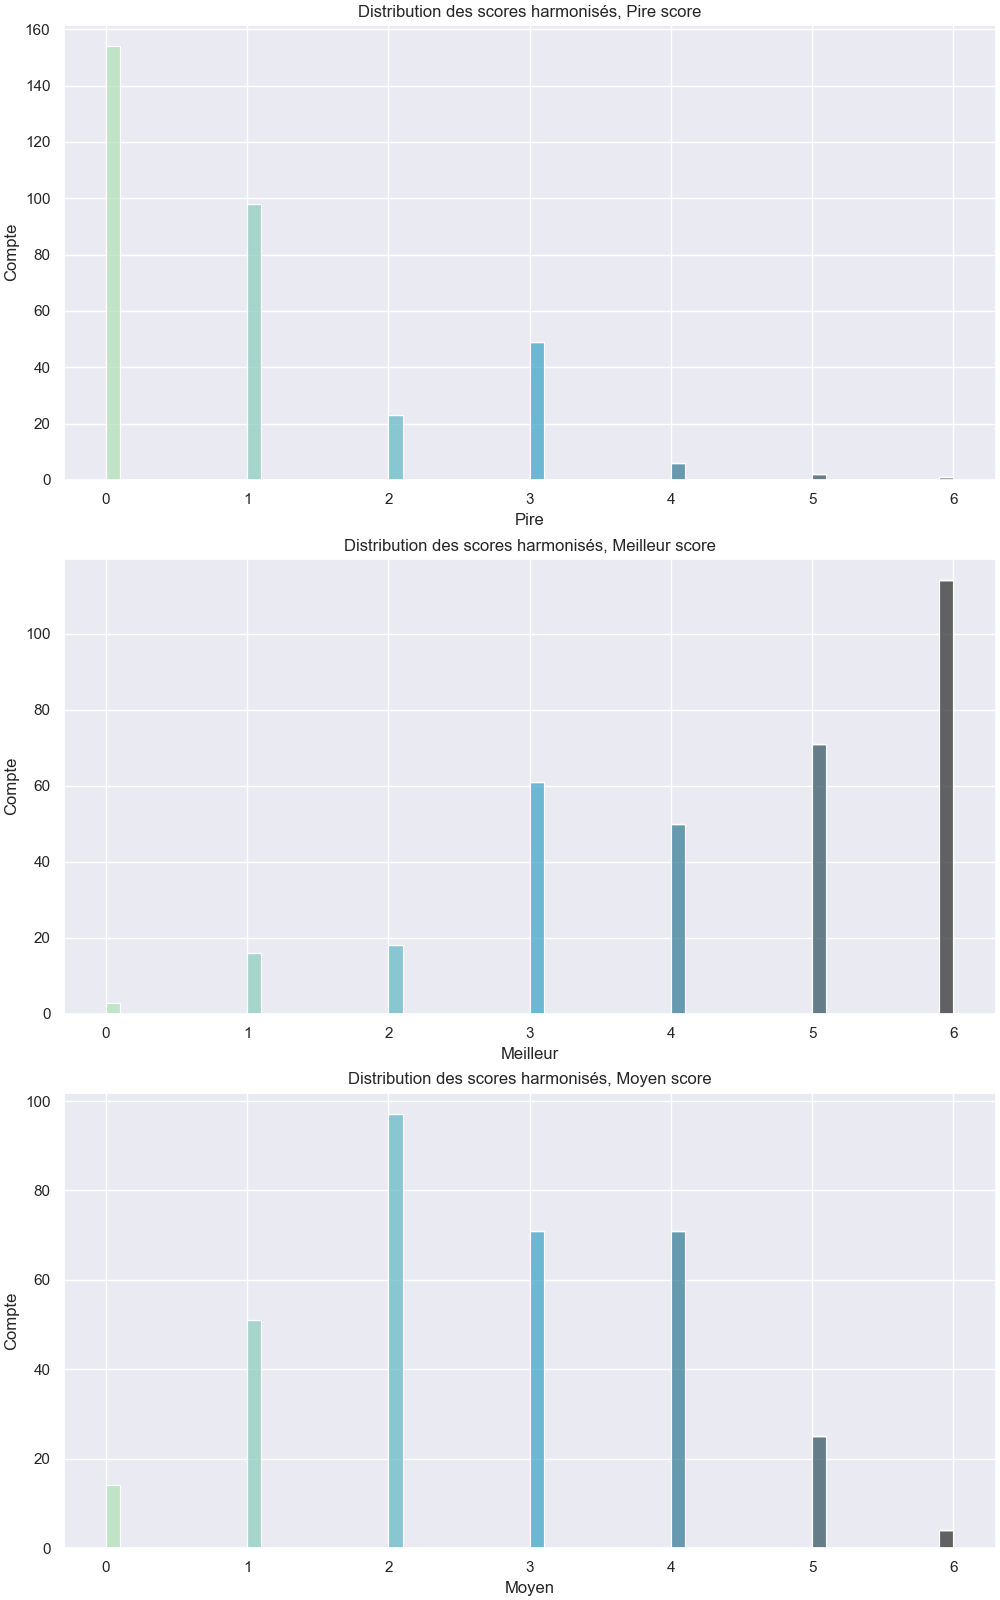 Distribution des scores harmonisés, Pire score
160
140
120
100
80
60
40
20
0
Compte
0 1 2 3 4 5 6
Pire
Distribution des scores harmonisés, Meilleur score
100
80
60
40
20
0
Compte
0 1 2 3 4 5 6
Meilleur
Distribution des scores harmonisés, Moyen score
100
80
60
40
20
0
Compte
0 1 2 3 4 5 6
Moyen